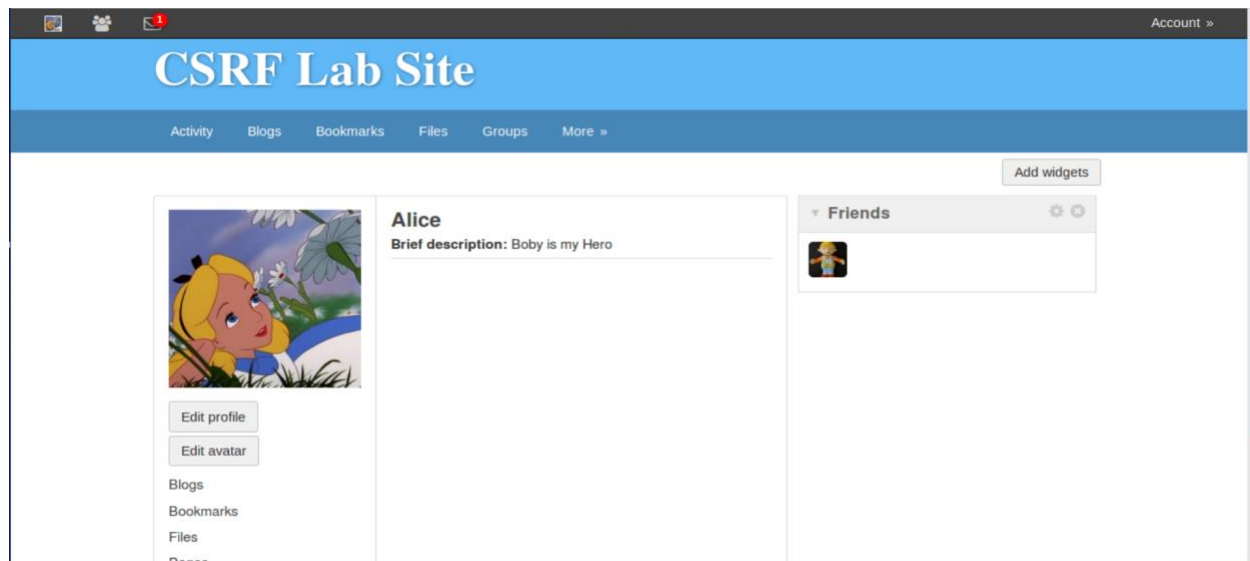 1
Account »
CSRF Lab Site
Activity Blogs Bookmarks Files Groups More »
Add widgets
Alice
Brief description: Boby is my Hero
Friends
Edit profile
Edit avatar
Blogs
Bookmarks
Files